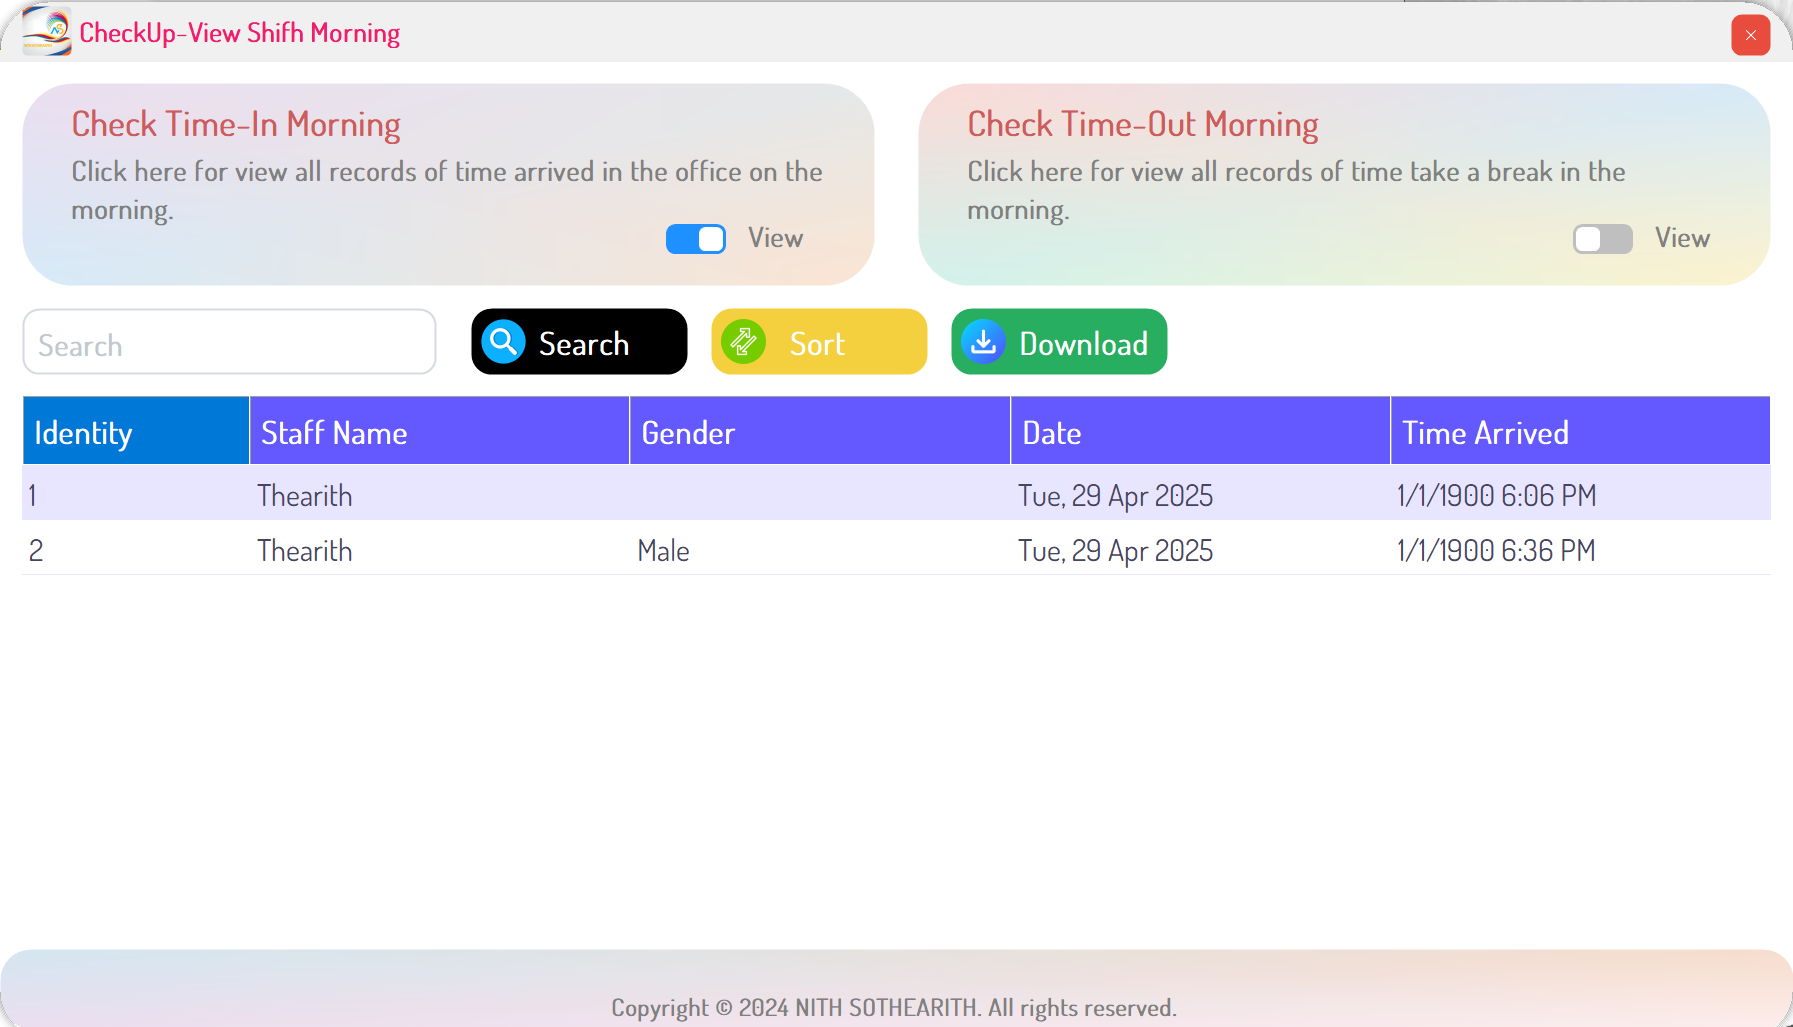 CheckUp-View Shifh Morning
Check Time-In Morning
Click here for view all records of time arrived in the office on the
morning.
View
Check Time-Out Morning
Click here for view all records of time take a break in the
morning.
View
Search
Search
Sort
Download
Identity Staff Name Gender Date Time Arrived
1 Thearith Tue, 29 Apr 2025 1/1/1900 6:06 PM
2 Thearith Male Tue, 29 Apr 2025 1/1/1900 6:36 PM
Copyright © 2024 NITH SOTHEARITH. All rights reserved.